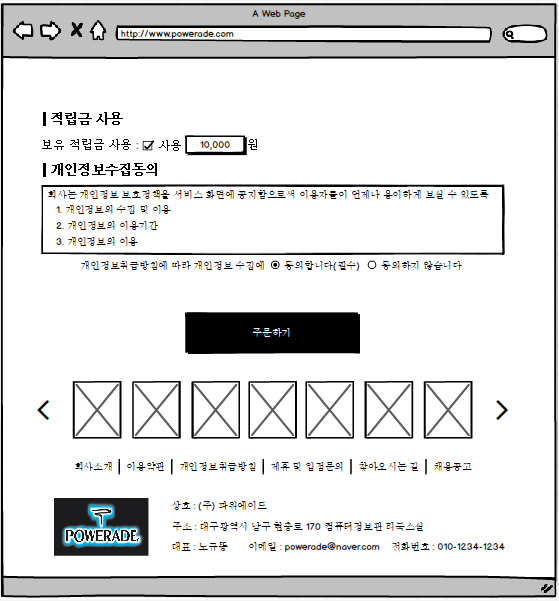 A Web Page
http://www.powerade.com
적립금 사용
보유 적립금 사용 : 사용 10,000 원
개인정보수집동의
회사는 개인정보 보호정책을 서비스 화면에 공지함으로써 이용자들이 언제나 용이하게 보실 수 있도록
1. 개인정보의 수집 및 이용
2. 개인정보의 이용기간
3. 개인정보의 이용
개인정보취급방침에 따라 개인정보 수집에 동의합니다(필수) 동의하지 않습니다
주문하기
회사소개 이용약관 개인정보취급방침 제휴 및 입점문의 찾아오시는 길 채용공고
POWERADE.
상호 : (주) 파워에이드
주소 : 대구광역시 남구 현충로 170 컴퓨터정보관 리눅스실
대표 : 노규뚱 이메일 : powerade@naver.com 전화번호 : 010-1234-1234